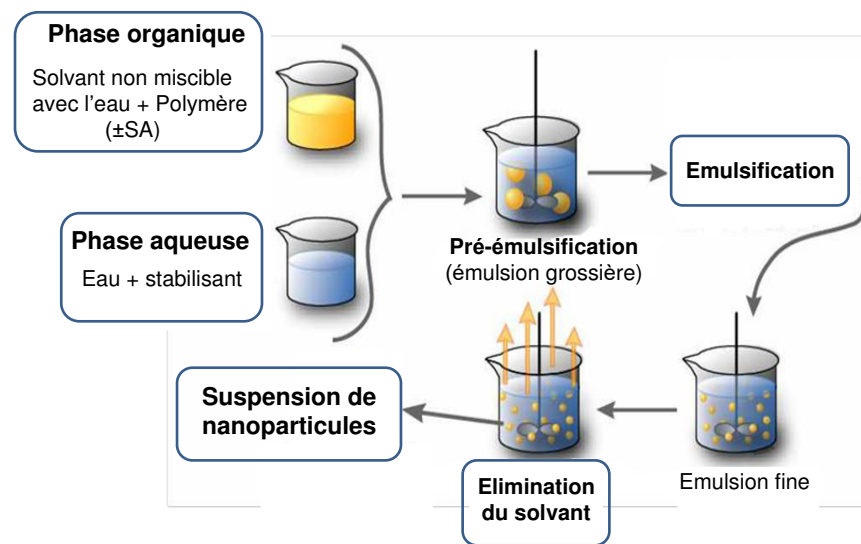 Phase organique
Solvant non miscible
avec l'eau + Polymère
(±SA)
Phase aqueuse
Eau + stabilisant
Pré-émulsification
(émulsion grossière)
Emulsification
Emulsion fine
Elimination
du solvant
Suspension de
nanoparticules